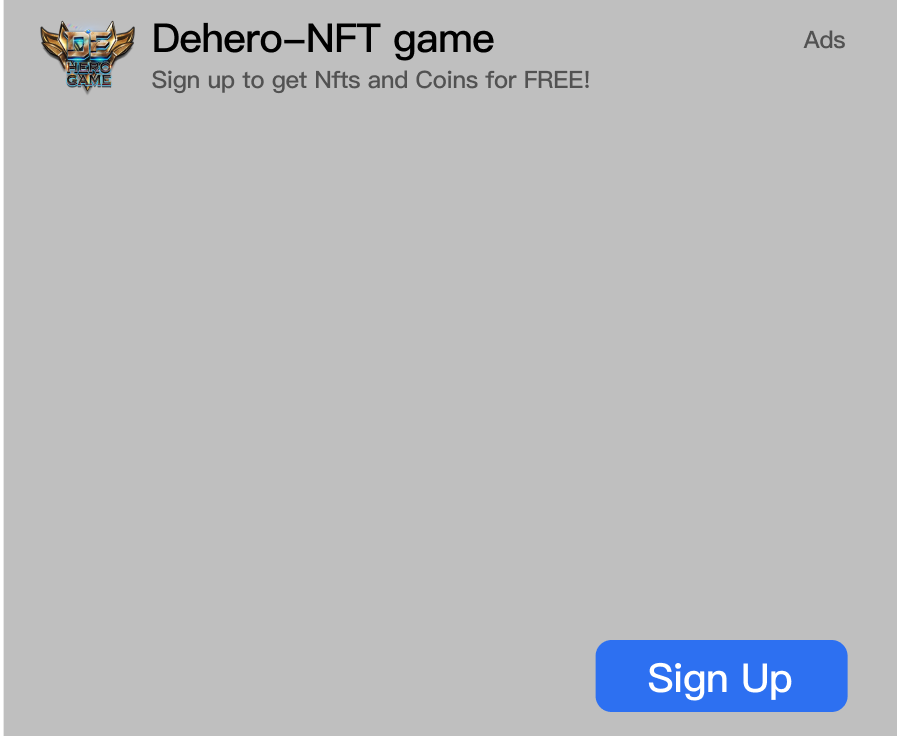 DE
HERO
GAME
Dehero–NFT game
Ads
Sign up to get Nfts and Coins for FREE!
Sign Up